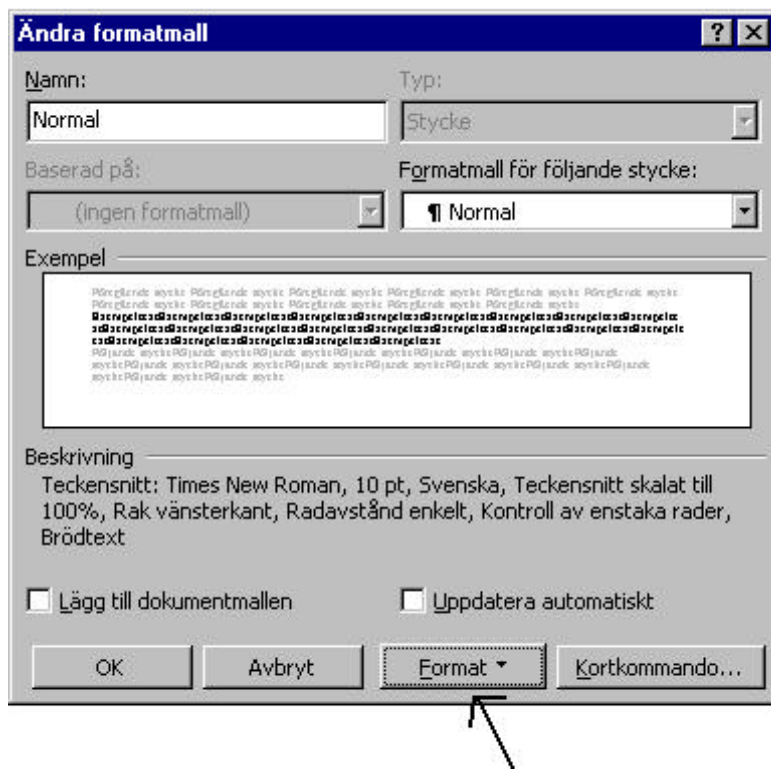 Ändra formatmall
Namn:
Typ:
Normal
Stycke
Baserad på:
Formatmall för följande stycke:
(ingen formatmall)
¶ Normal
Exempel
Beskrivning
Teckensnitt: Times New Roman, 10 pt, Svenska, Teckensnitt skalat till
100%, Rak vänsterkant, Radavstånd enkelt, Kontroll av enstaka rader,
Brödtext
Lägg till dokumentmallen
Uppdatera automatiskt
OK
Avbryt
Format
Kortkommando...